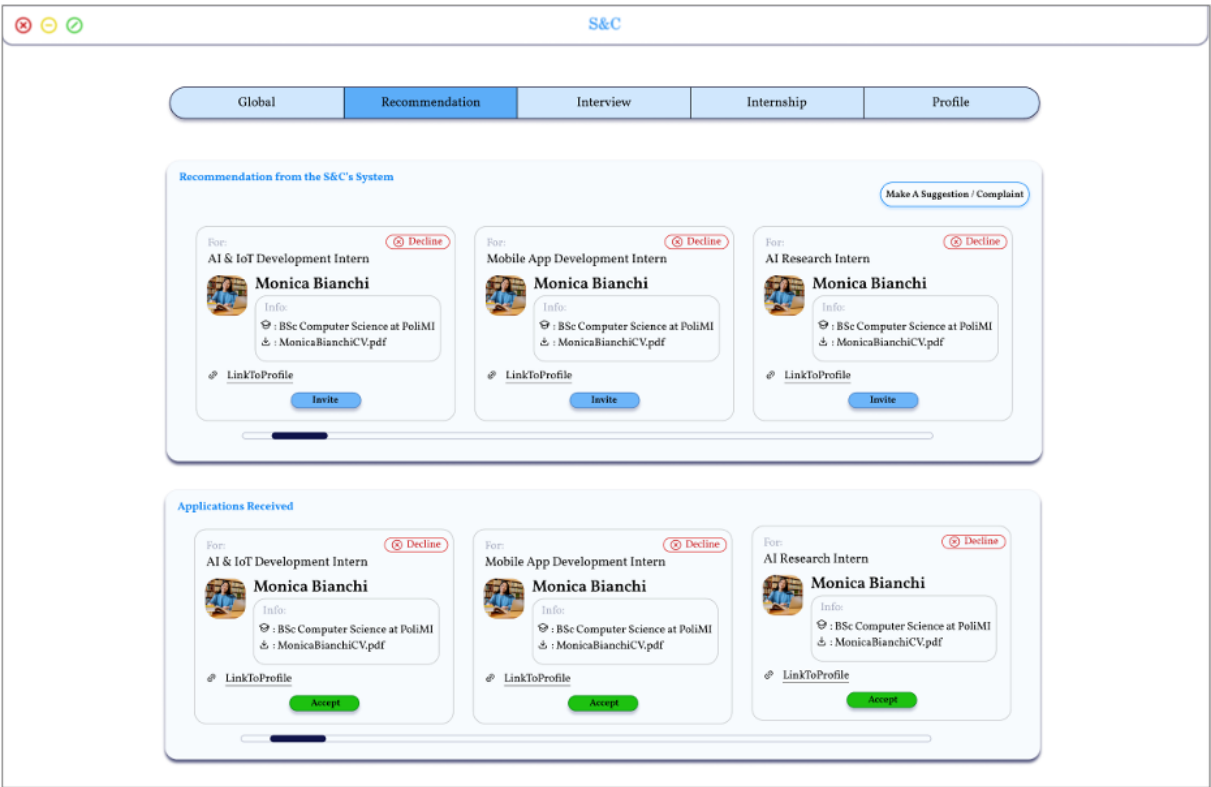 S&C
Global Recommendation Interview Internship Profile
Recommendation from the S&C's System
Make A Suggestion / Complaint
For: Decline
AI & IoT Development Intern
Monica Bianchi
Info:
: BSc Computer Science at PoliMI
: MonicaBianchiCV.pdf
LinkToProfile
Invite
For: Decline
Mobile App Development Intern
Monica Bianchi
Info:
: BSc Computer Science at PoliMI
: MonicaBianchiCV.pdf
LinkToProfile
Invite
For: Decline
AI Research Intern
Monica Bianchi
Info:
: BSc Computer Science at PoliMI
: MonicaBianchiCV.pdf
LinkToProfile
Invite
Applications Received
For: Decline
AI & IoT Development Intern
Monica Bianchi
Info:
: BSc Computer Science at PoliMI
: MonicaBianchiCV.pdf
LinkToProfile
Accept
For: Decline
Mobile App Development Intern
Monica Bianchi
Info:
: BSc Computer Science at PoliMI
: MonicaBianchiCV.pdf
LinkToProfile
Accept
For: Decline
AI Research Intern
Monica Bianchi
Info:
: BSc Computer Science at PoliMI
: MonicaBianchiCV.pdf
LinkToProfile
Accept